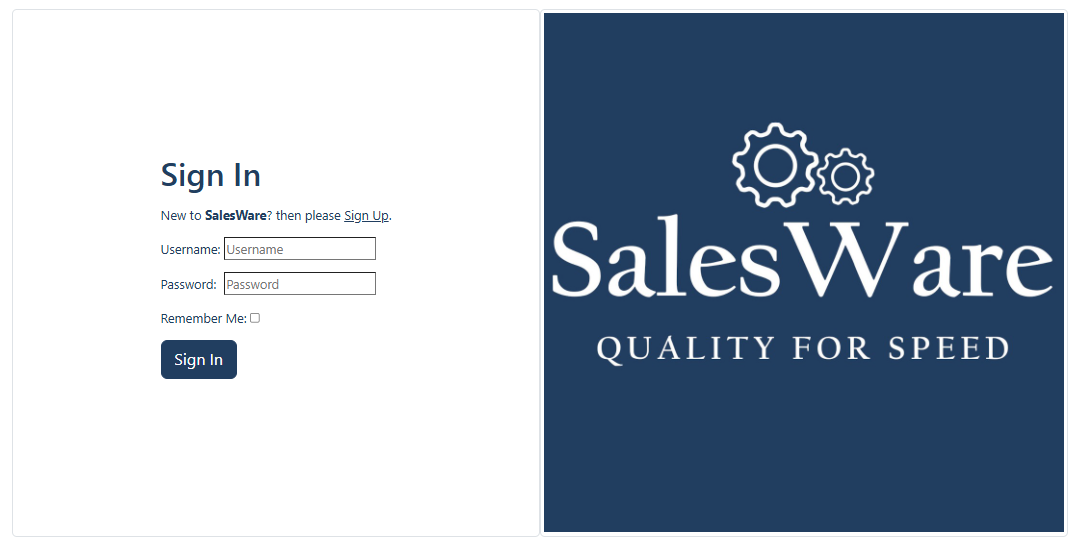 Sign In
New to SalesWare? then please Sign Up.
Username: Username
Password: Password
Remember Me:
Sign In
SalesWare
QUALITY FOR SPEED